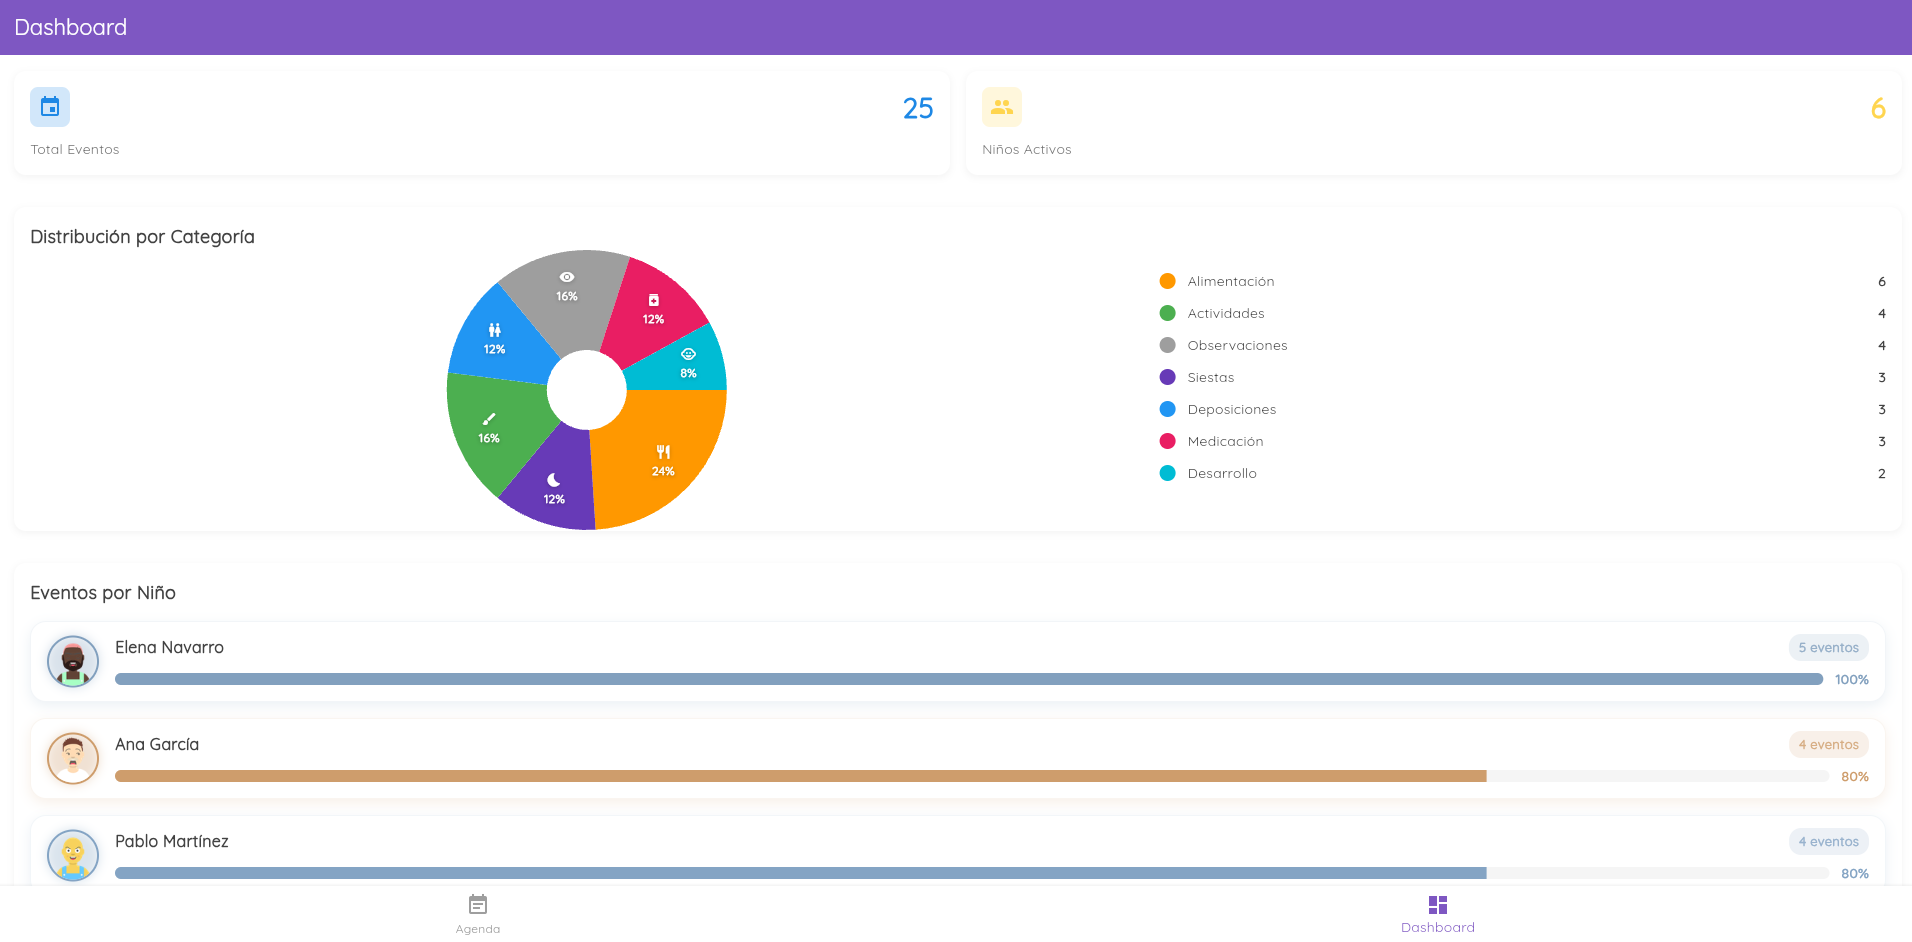 Dashboard
25
Total Eventos
6
Niños Activos
Distribución por Categoría
16%
12%
12%
8%
16%
24%
12%
Alimentación 6
Actividades 4
Observaciones 4
Siestas 3
Deposiciones 3
Medicación 3
Desarrollo 2
Eventos por Niño
Elena Navarro 5 eventos
100%
Ana García 4 eventos
80%
Pablo Martínez 4 eventos
80%
Agenda
Dashboard